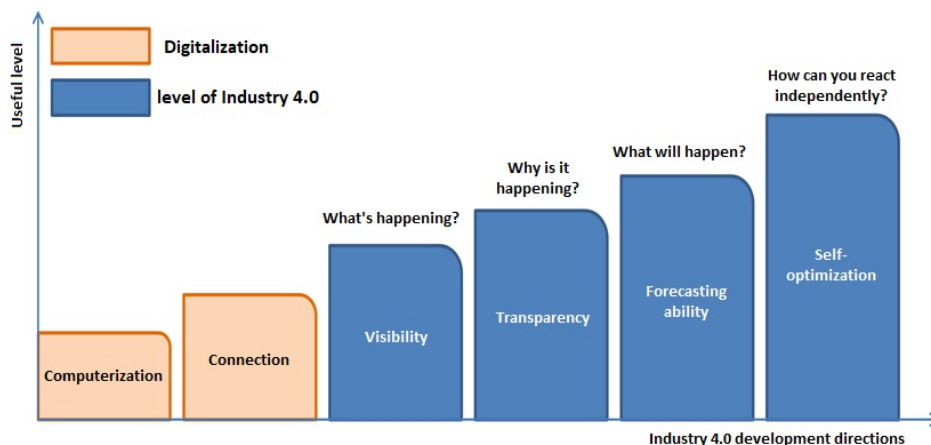 Useful level
Digitalization
level of Industry 4.0
How can you react
independently?
What will happen?
Why is it
happening?
What's happening?
Computerization
Connection
Visibility
Transparency
Forecasting
ability
Self-
optimization
Industry 4.0 development directions